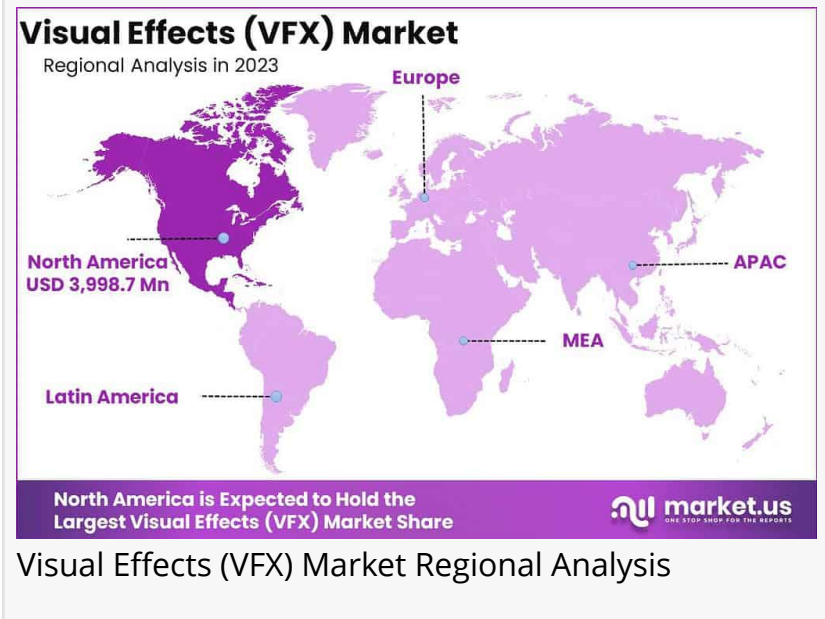 Visual Effects (VFX) Market
Regional Analysis in 2023
Europe
North America
USD 3,998.7 Mn
APAC
MEA
Latin America
North America is Expected to Hold the
Largest Visual Effects (VFX) Market Share
market.us
ONE STOP SHOP FOR THE REPORTS
Visual Effects (VFX) Market Regional Analysis